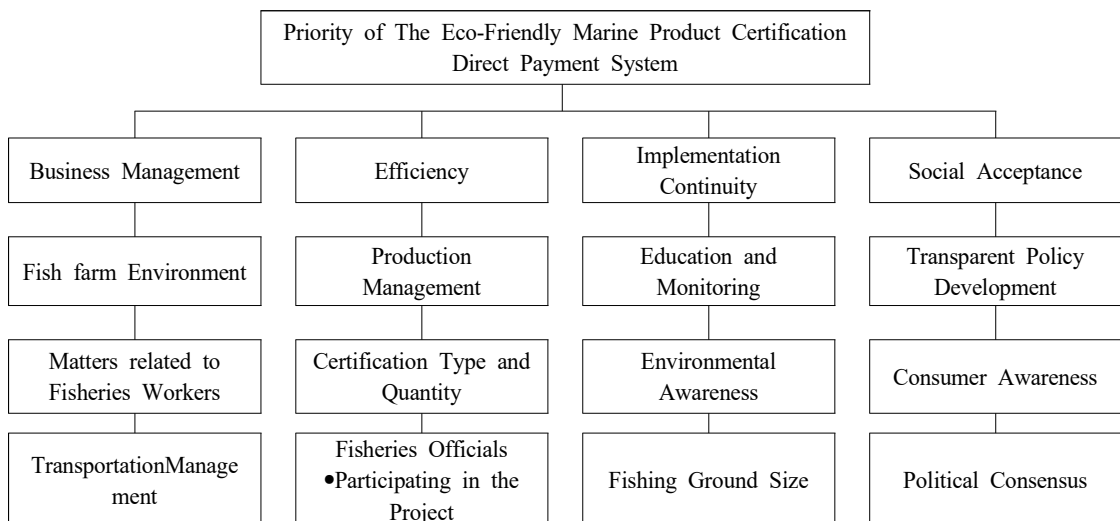 Priority of The Eco-Friendly Marine Product Certification
Direct Payment System
Business Management
Efficiency
Implementation
Continuity
Social Acceptance
Fish farm Environment
Production
Management
Education and
Monitoring
Transparent Policy
Development
Matters related to
Fisheries Workers
Certification Type and
Quantity
Environmental
Awareness
Consumer Awareness
TransportationManage
ment
Fisheries Officials
•Participating in the
Project
Fishing Ground Size
Political Consensus